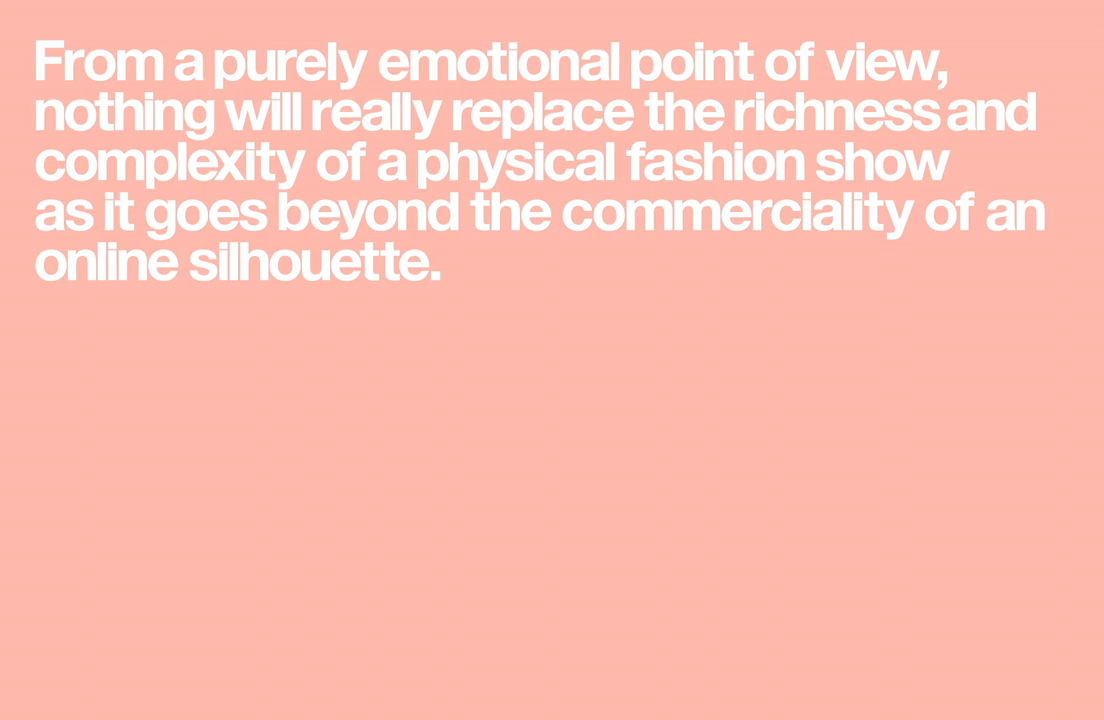 From a purely emotional point of view,
nothing will really replace the richness and
complexity of a physical fashion show
as it goes beyond the commerciality of an
online silhouette.